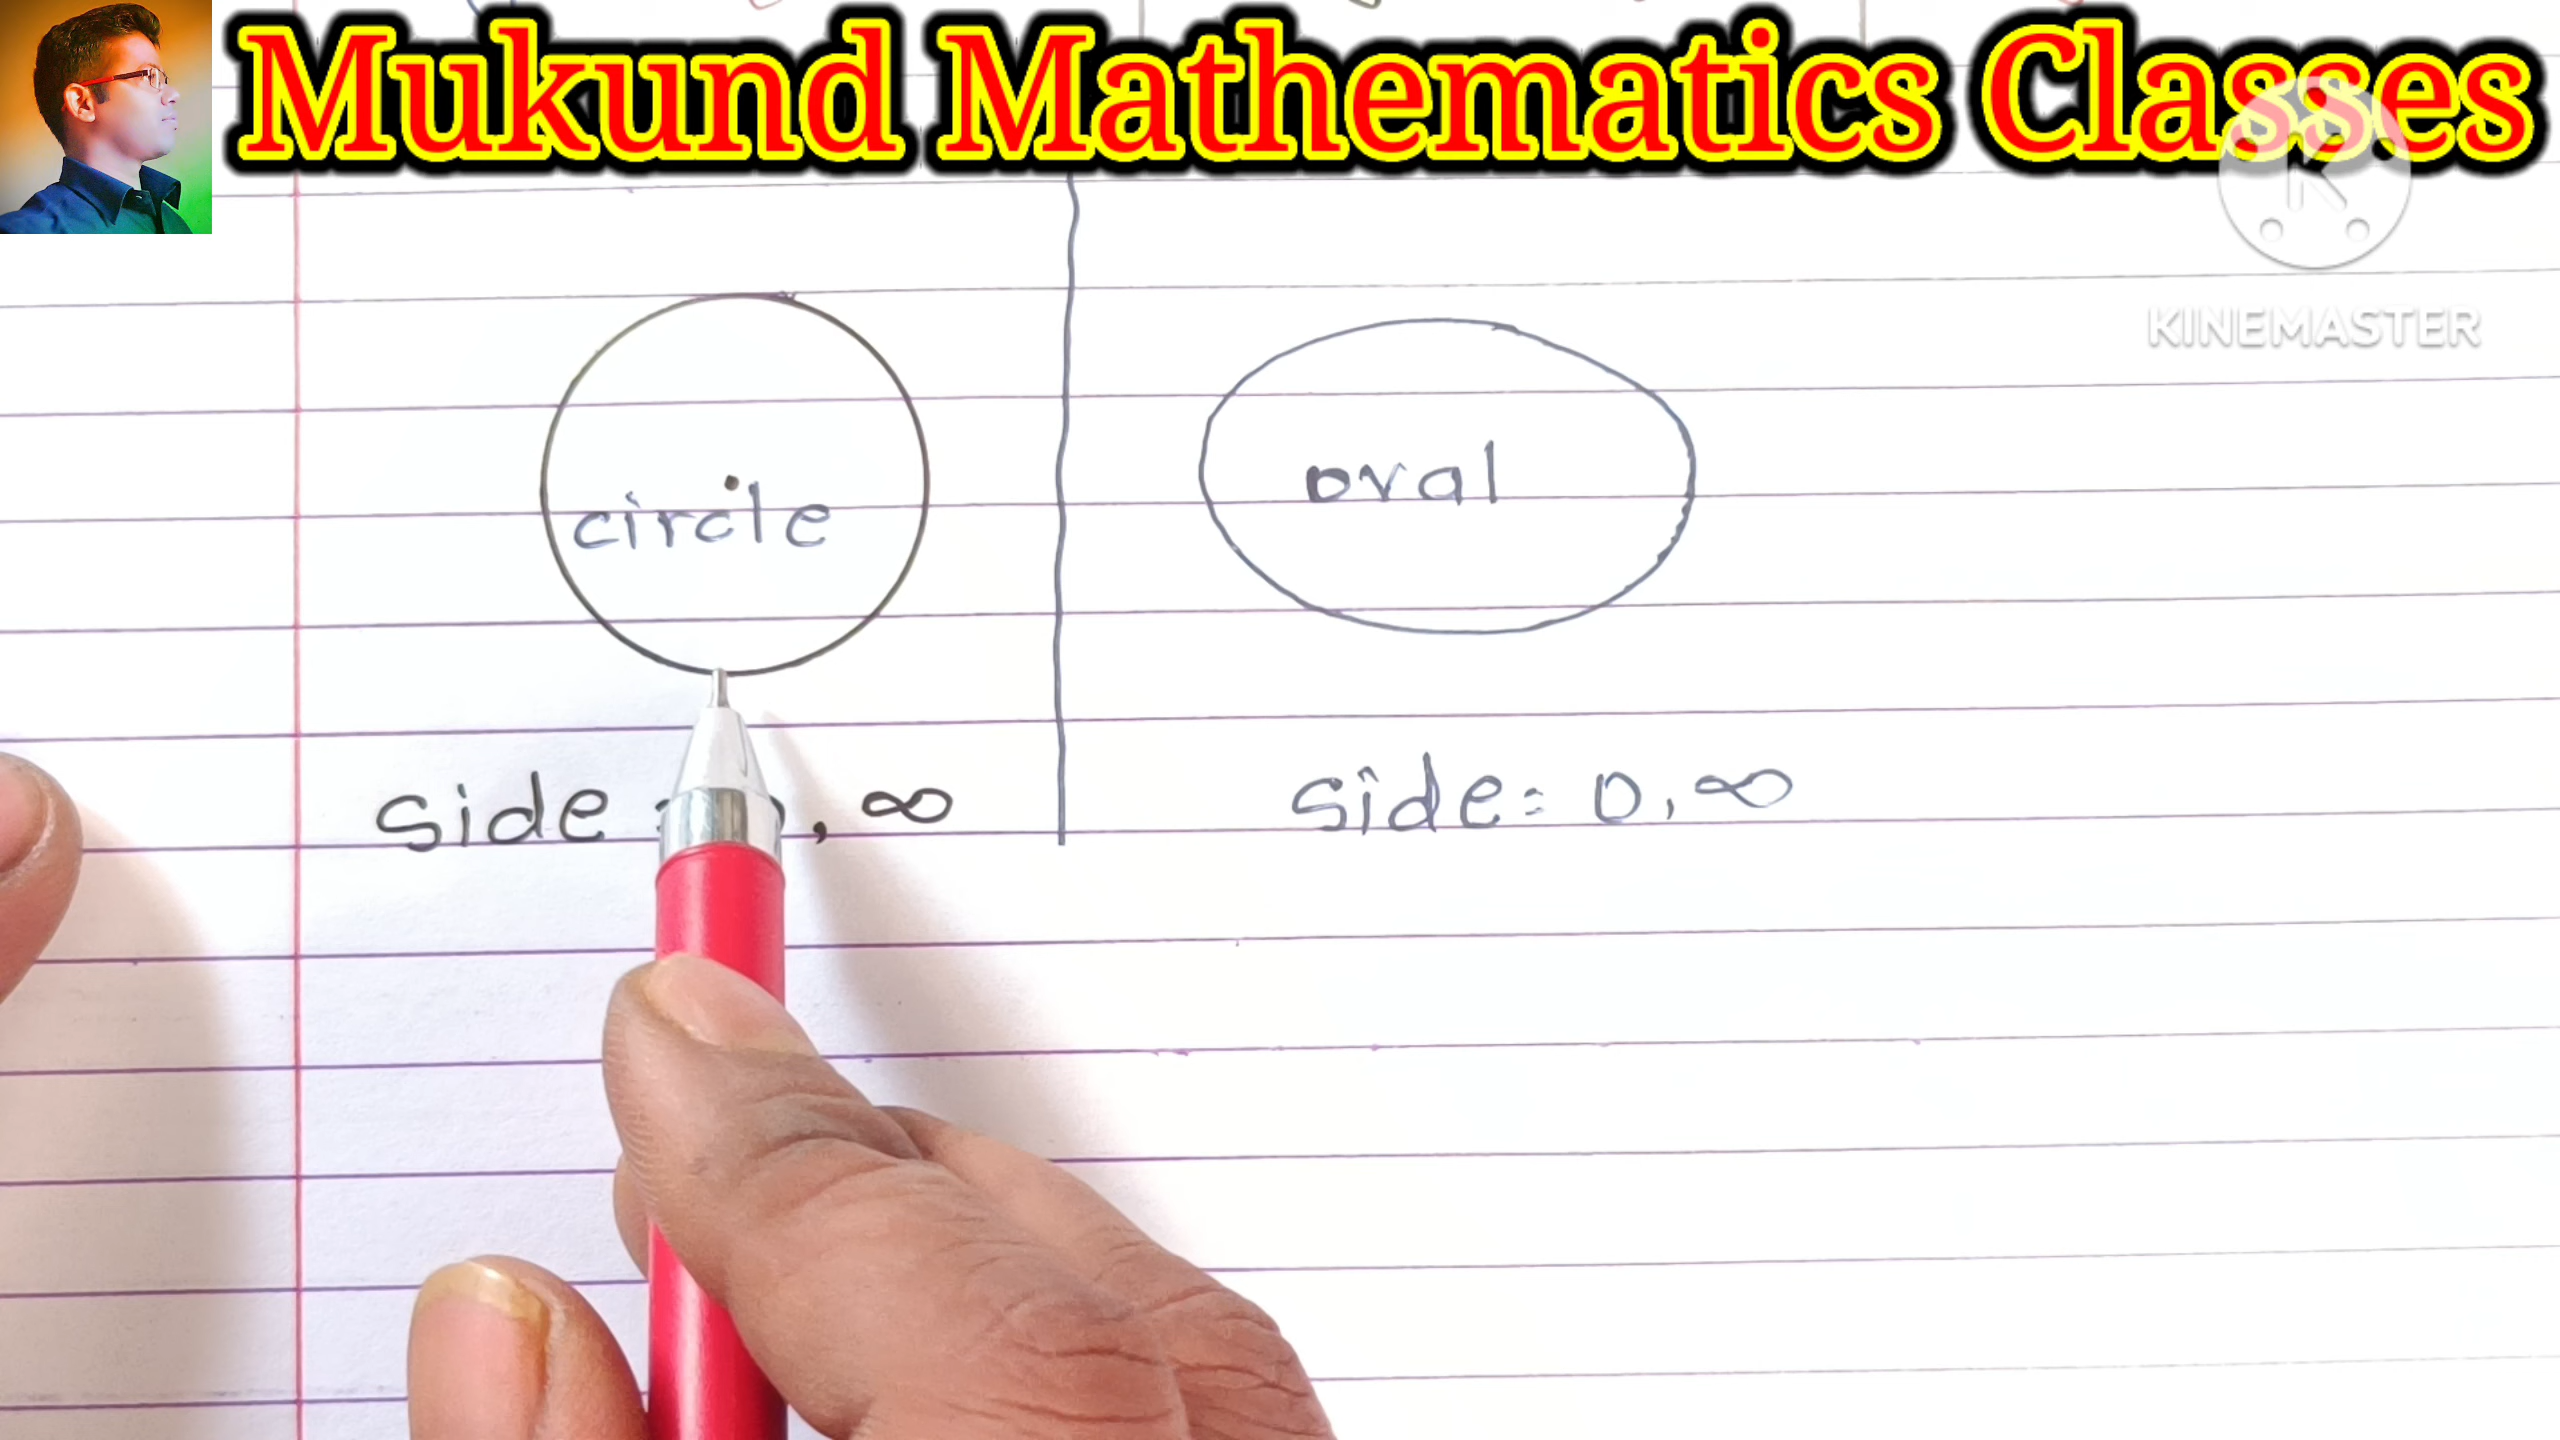 Mukund Mathematics Classes
KINEMASTER
circle
oval
side = , ∞
side = 0, ∞